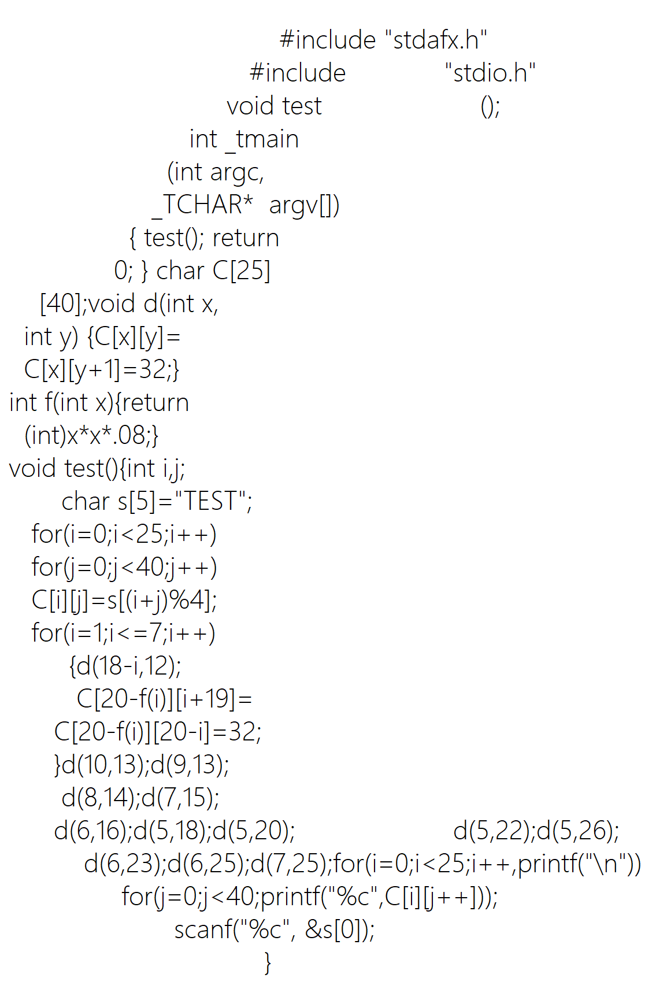 #include "stdafx.h"
#include "stdio.h"
void test ();
int _tmain
(int argc,
_TCHAR* argv[])
{ test(); return
0; } char C[25]
[40];void d(int x,
int y) {C[x][y]=
C[x][y+1]=32;}
int f(int x){return
(int)x*x*.08;}
void test(){int i,j;
char s[5]="TEST";
for(i=0;i<25;i++)
for(j=0;j<40;j++)
C[i][j]=s[(i+j)%4];
for(i=1;i<=7;i++)
{d(18-i,12);
C[20-f(i)][i+19]=
C[20-f(i)][20-i]=32;
}d(10,13);d(9,13);
d(8,14);d(7,15);
d(6,16);d(5,18);d(5,20); d(5,22);d(5,26);
d(6,23);d(6,25);d(7,25);for(i=0;i<25;i++,printf("\n"))
for(j=0;j<40;printf("%c",C[i][j++]));
scanf("%c", &s[0]);
}